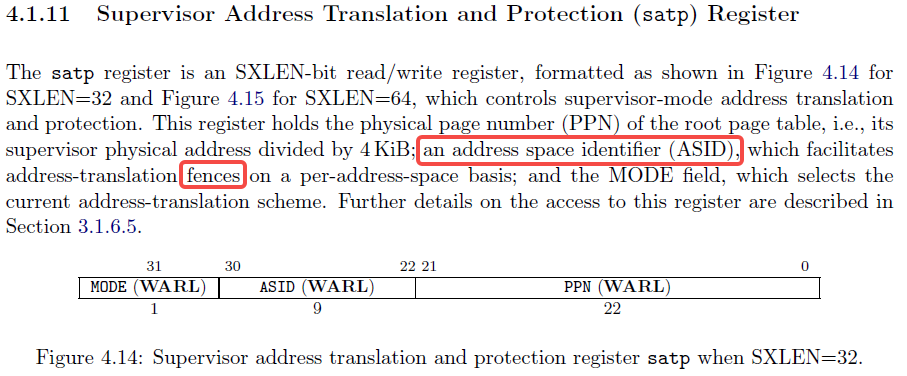 4.1.11 Supervisor Address Translation and Protection (satp) Register
The satp register is an SXLEN-bit read/write register, formatted as shown in Figure 4.14 for
SXLEN=32 and Figure 4.15 for SXLEN=64, which controls supervisor-mode address translation
and protection. This register holds the physical page number (PPN) of the root page table, i.e., its
supervisor physical address divided by 4 KiB; an address space identifier (ASID), which facilitates
address-translation fences on a per-address-space basis; and the MODE field, which selects the
current address-translation scheme. Further details on the access to this register are described in
Section 3.1.6.5.
31 30 22 21 0
MODE (WARL) ASID (WARL) PPN (WARL)
1 9 22
Figure 4.14: Supervisor address translation and protection register satp when SXLEN=32.